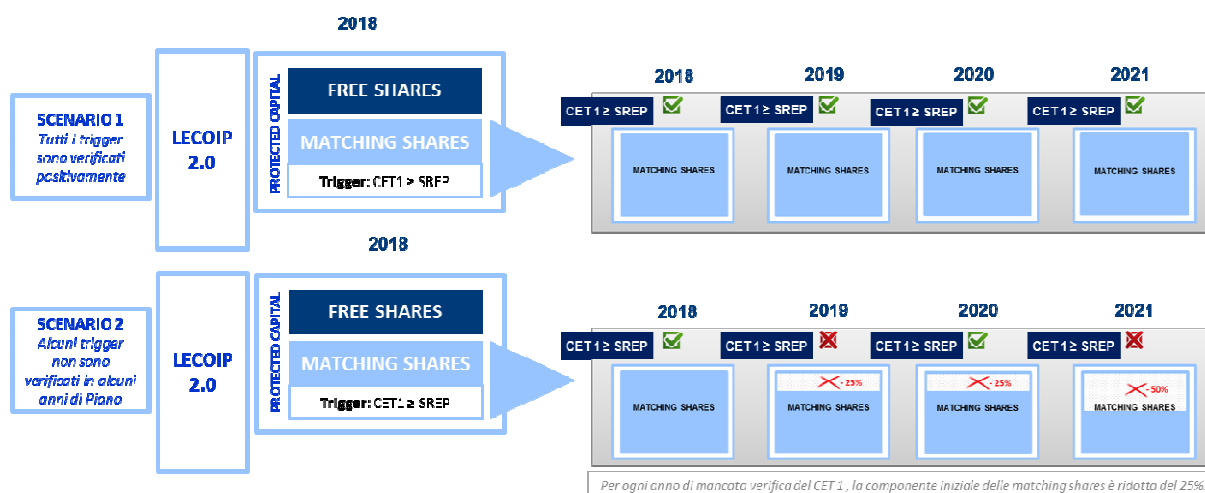 2018
SCENARIO 1
Tutti i trigger
sono verificati
positivamente
LECOIP
2.0
PROTECTED CAPITAL
FREE SHARES
MATCHING SHARES
Trigger: CET1 ≥ SREP
2018
2019
2020
2021
CET1 ≥ SREP
CET1 ≥ SREP
CET1 ≥ SREP
CET1 ≥ SREP
MATCHING SHARES
MATCHING SHARES
MATCHING SHARES
MATCHING SHARES
2018
SCENARIO 2
Alcuni trigger
non sono
verificati in alcuni
anni di Piano
LECOIP
2.0
PROTECTED CAPITAL
FREE SHARES
MATCHING SHARES
Trigger: CET1 ≥ SREP
2018
2019
2020
2021
CET1 ≥ SREP
CET1 ≥ SREP
CET1 ≥ SREP
CET1 ≥ SREP
- 25%
- 25%
- 50%
MATCHING SHARES
MATCHING SHARES
MATCHING SHARES
MATCHING SHARES
Per ogni anno di mancata verifica del CET 1 , la componente iniziale delle matching shares è ridotta del 25%.